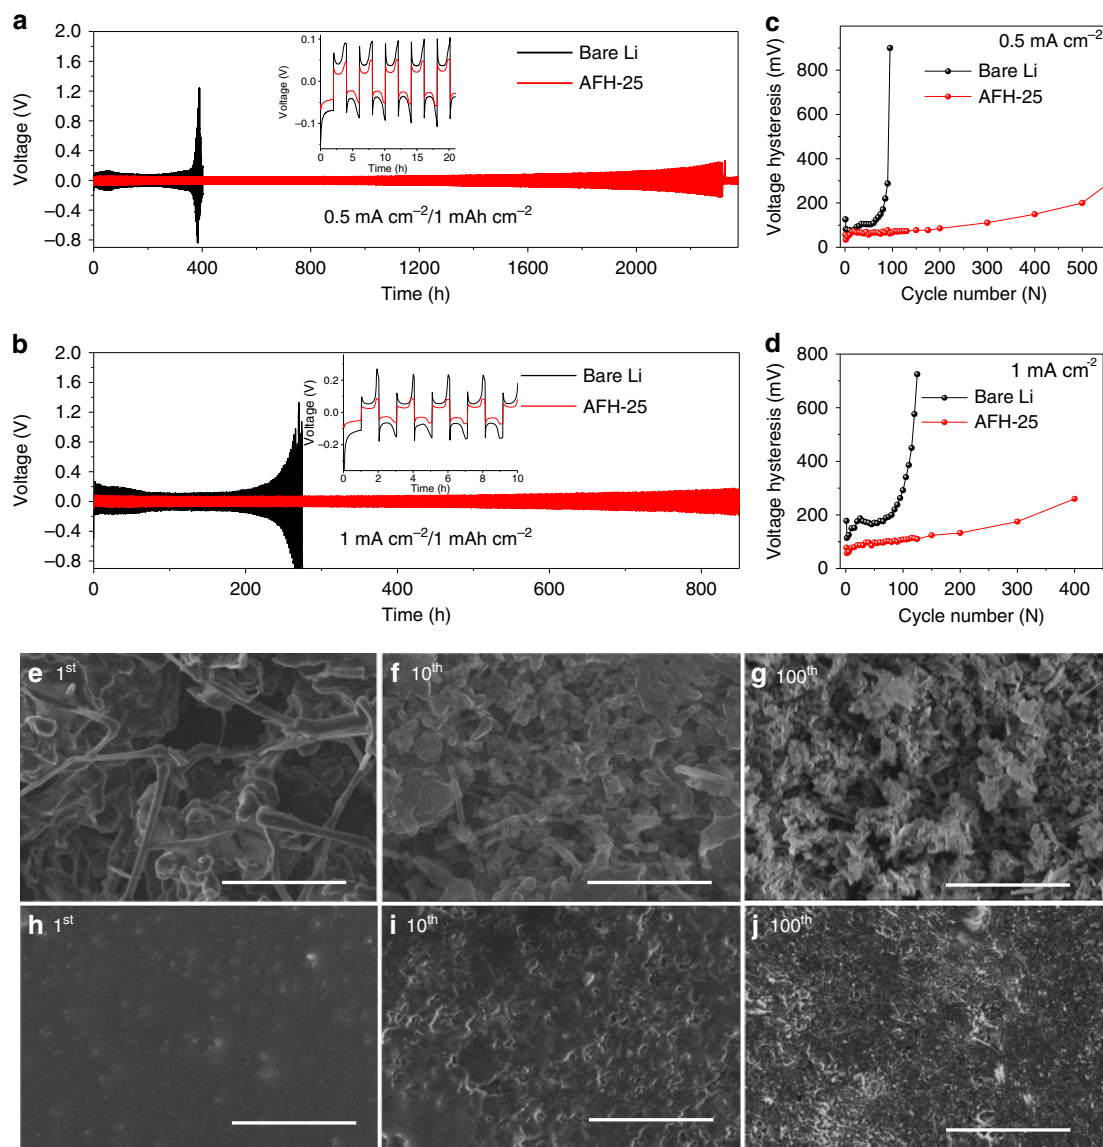 a
2.0
1.6
1.2
0.8
0.4
0.0
–0.4
–0.8
Voltage (V)
0
400
800
1200
1600
2000
Time (h)
0.5 mA cm–2/1 mAh cm–2
Bare Li
AFH-25
0.1
0.0
–0.1
Voltage (V)
0 5 10 15 20
Time (h)
c
0.5 mA cm–2
Bare Li
AFH-25
800
600
400
200
0
Voltage hysteresis (mV)
0 100 200 300 400 500
Cycle number (N)
b
2.0
1.6
1.2
0.8
0.4
0.0
–0.4
–0.8
Voltage (V)
0 200 400 600 800
Time (h)
1 mA cm–2/1 mAh cm–2
Bare Li
AFH-25
0.2
0.0
–0.2
Voltage (V)
0 2 4 6 8 10
Time (h)
d
1 mA cm-2
Bare Li
AFH-25
800
600
400
200
0
Voltage hysteresis (mV)
0 100 200 300 400
Cycle number (N)
e 1st
f 10th
g 100th
h 1st
i 10th
j 100th